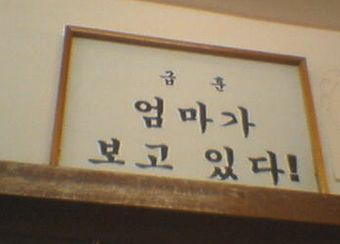 급 훈
엄마가
보고 있다!